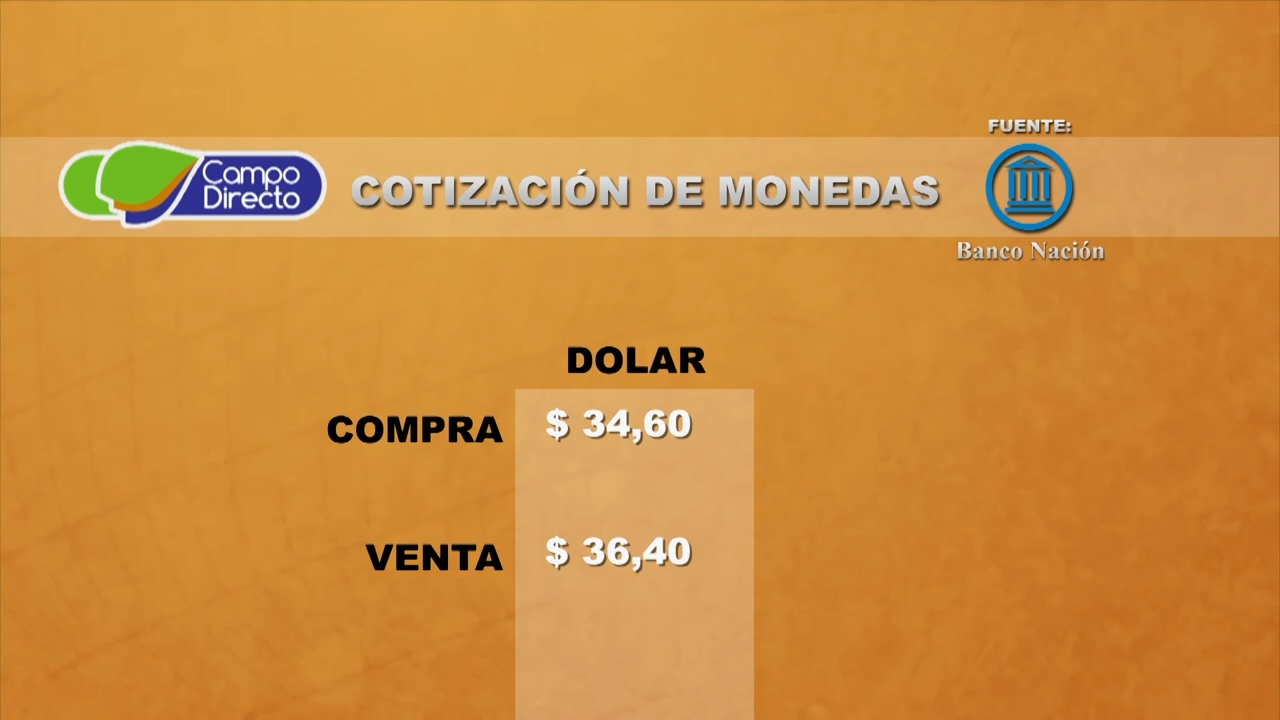 FUENTE:
Campo
Directo
COTIZACIÓN DE MONEDAS
Banco Nación
DOLAR
COMPRA $ 34,60
VENTA $ 36,40